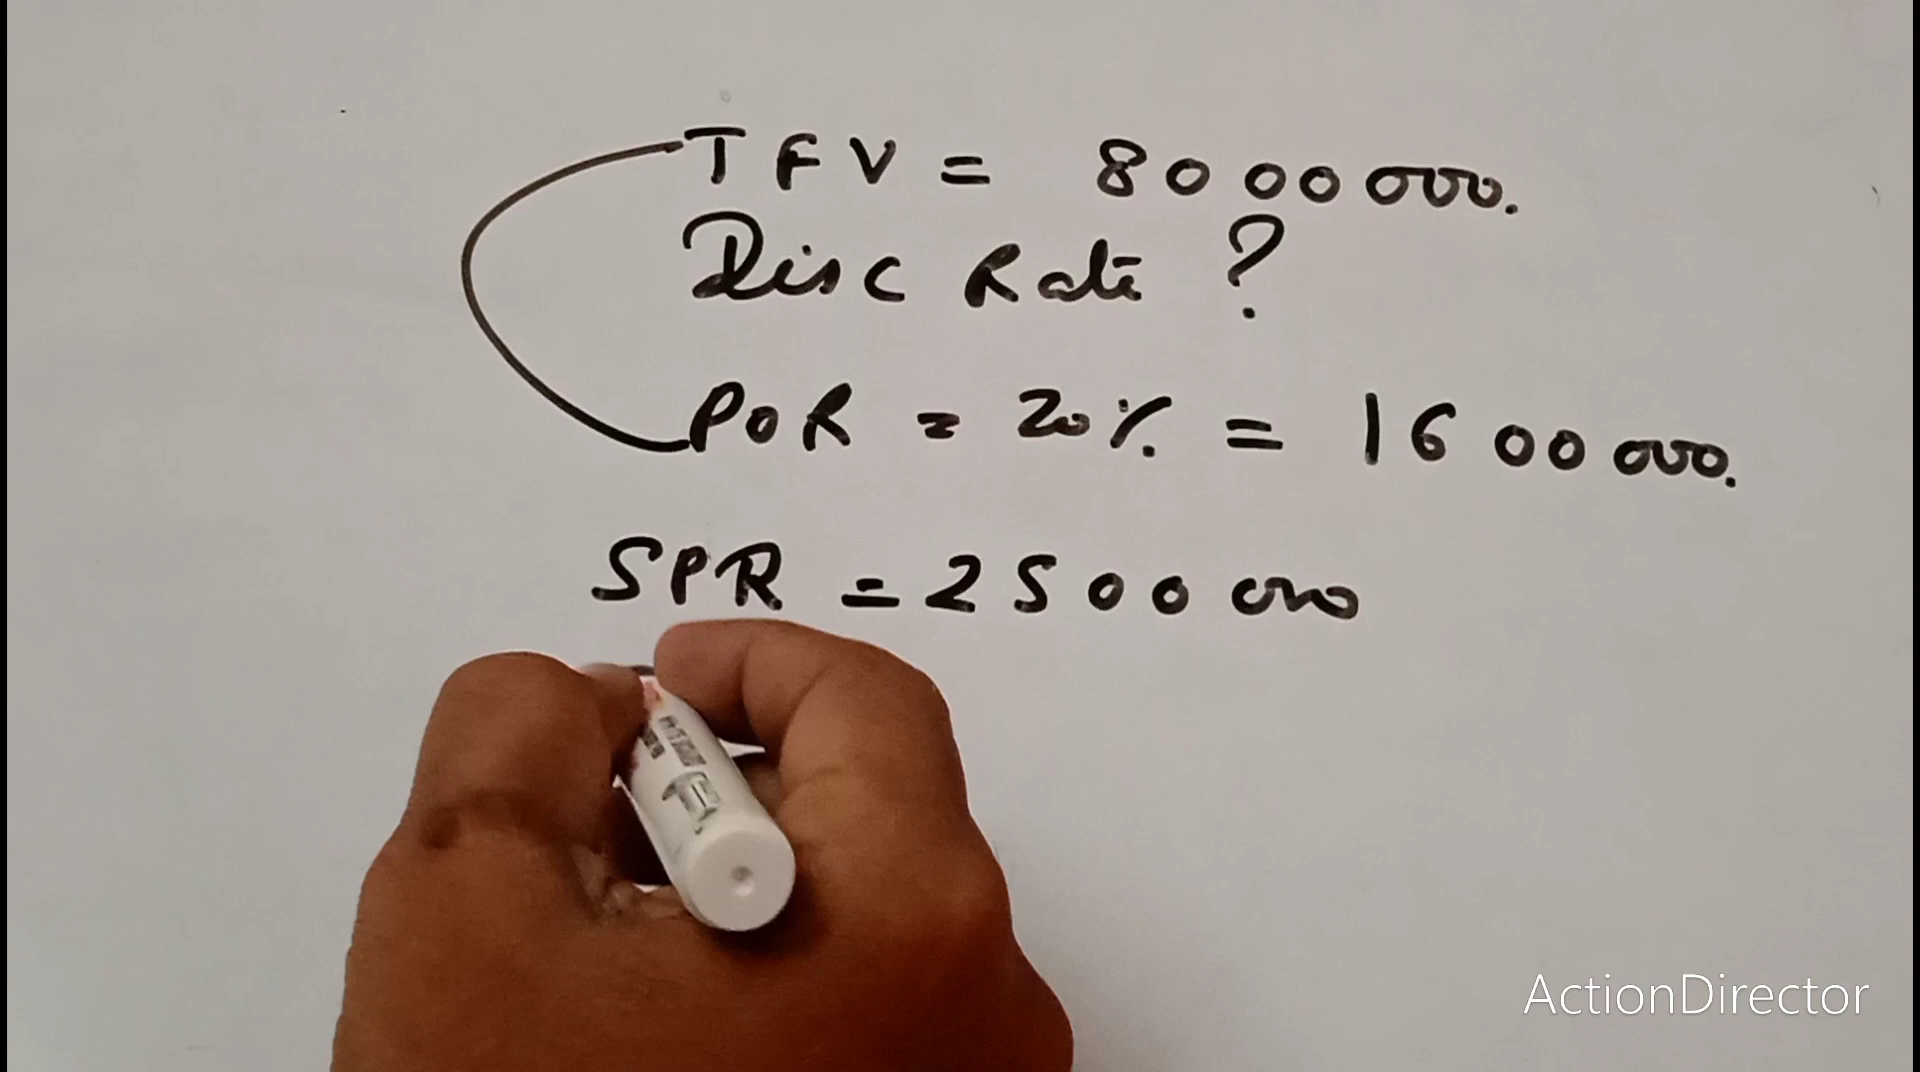 TFV = 8000000.
Disc Rate ?
POR = 20% = 1600000.
SPR = 2500000
ActionDirector